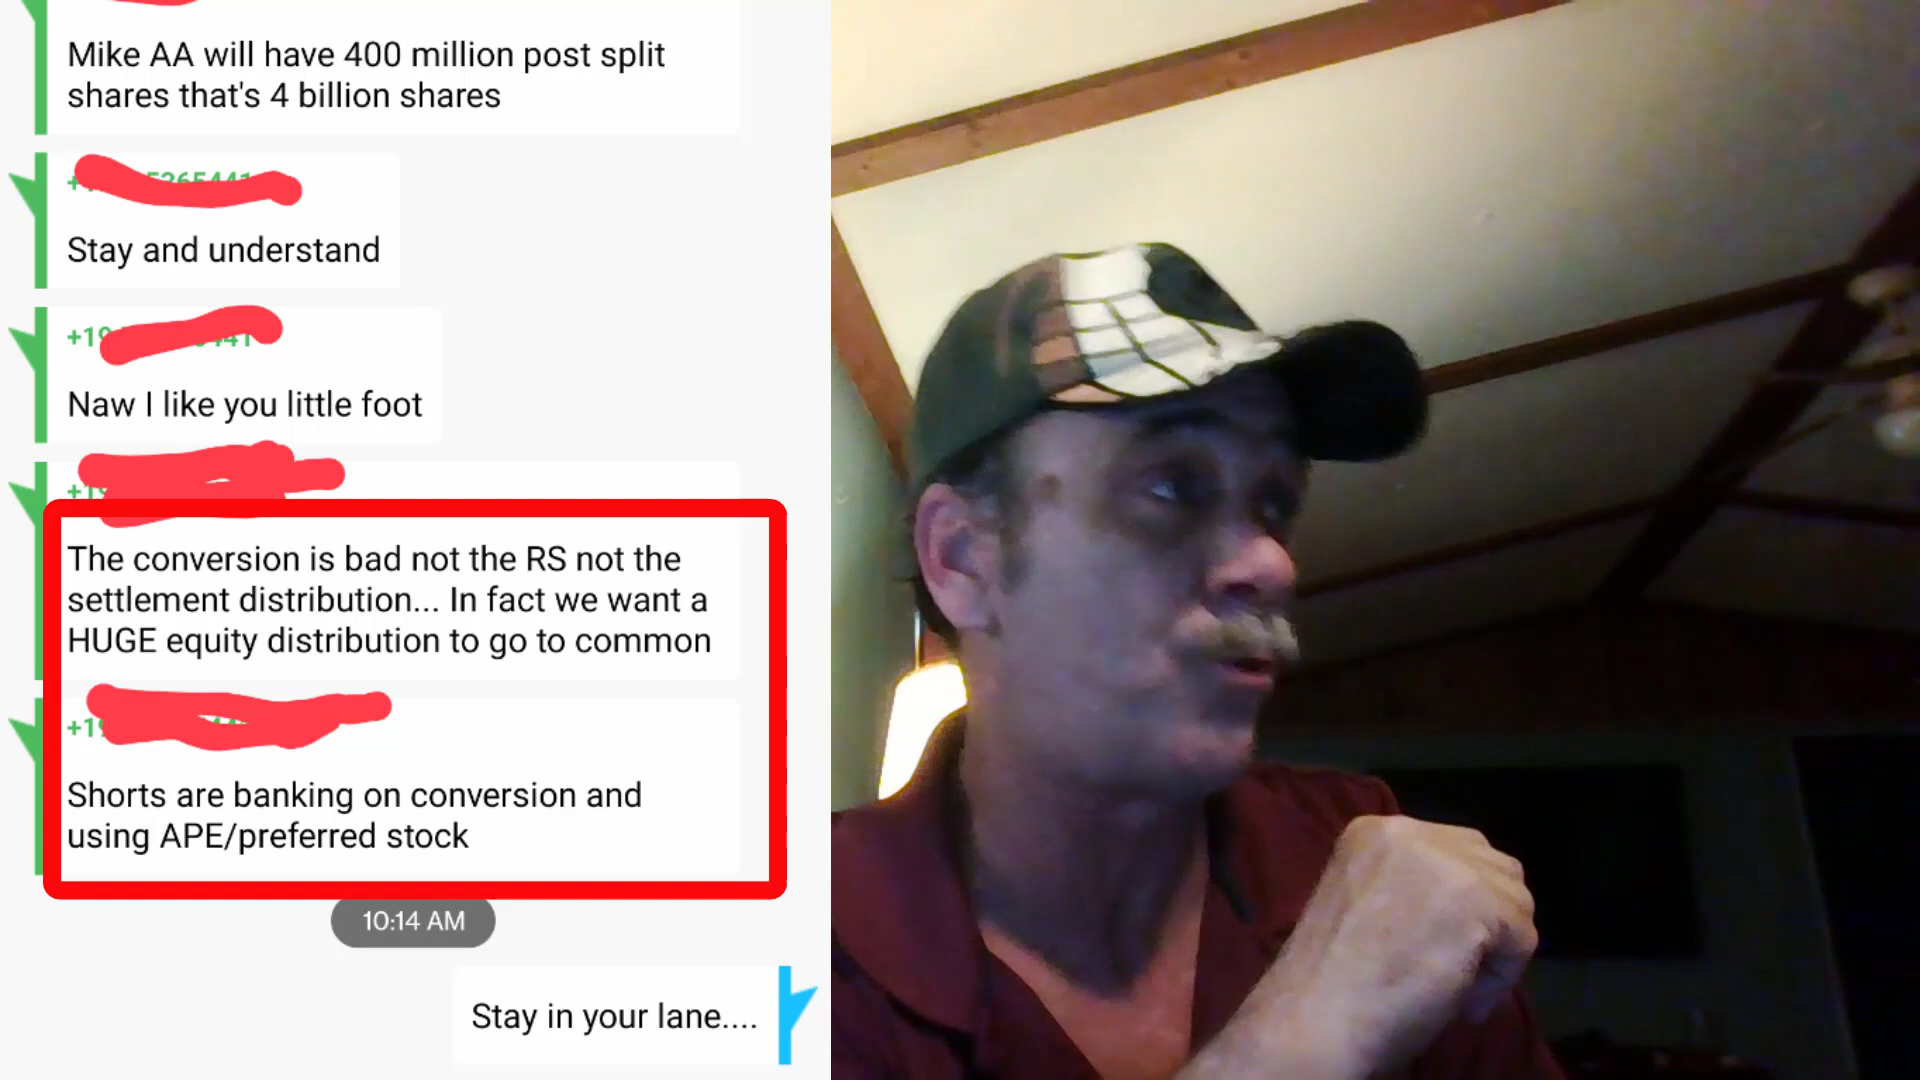 Mike AA will have 400 million post split
shares that's 4 billion shares
Stay and understand
Naw I like you little foot
The conversion is bad not the RS not the
settlement distribution... In fact we want a
HUGE equity distribution to go to common
Shorts are banking on conversion and
using APE/preferred stock
10:14 AM
Stay in your lane....